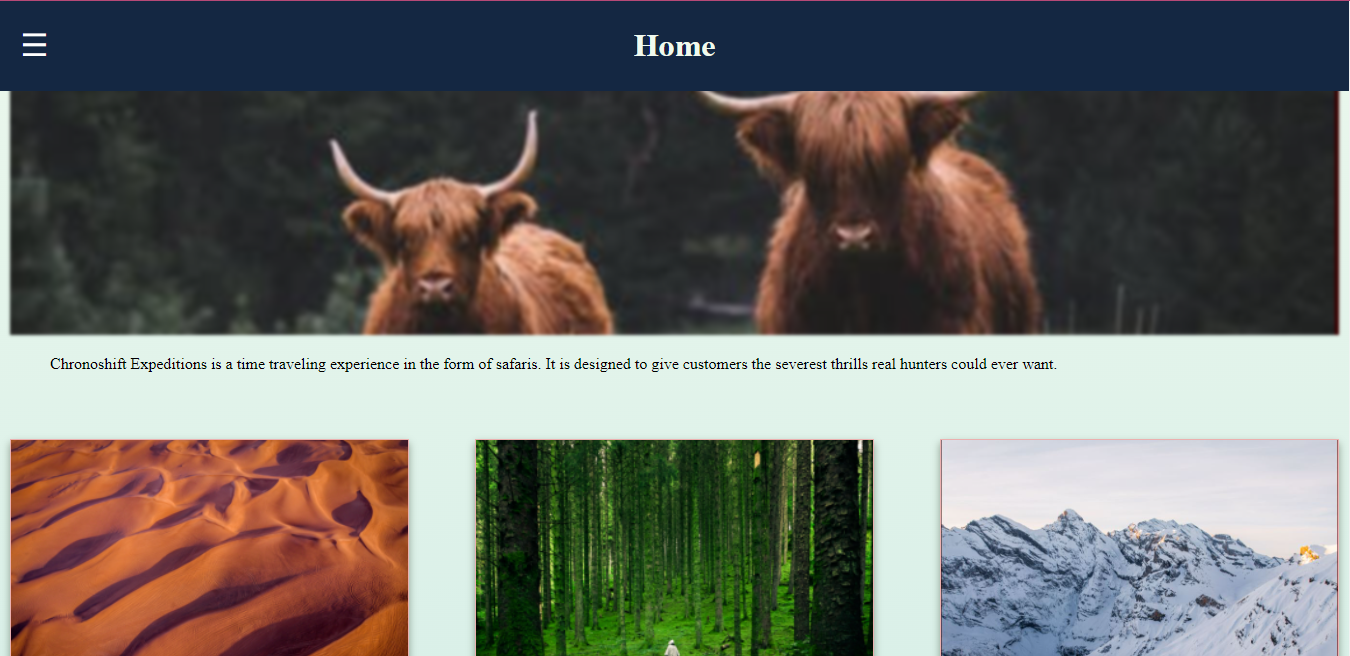 ☰ Home
Chronoshift Expeditions is a time traveling experience in the form of safaris. It is designed to give customers the severest thrills real hunters could ever want.